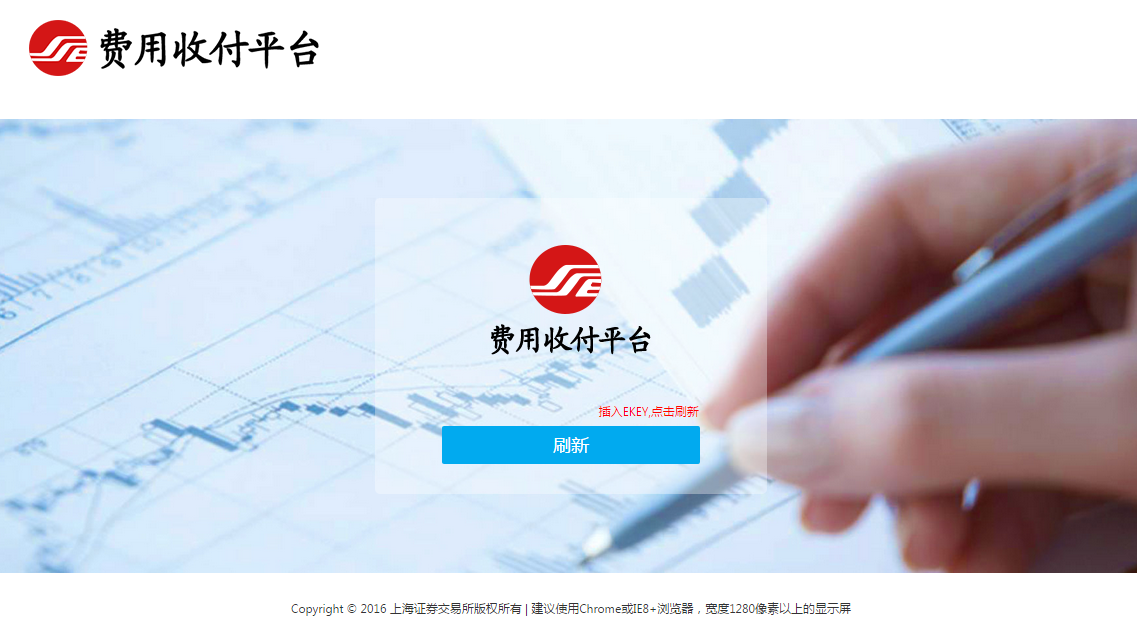 费用收付平台
费用收付平台
插入EKEY,点击刷新
刷新
Copyright © 2016 上海证券交易所版权所有 | 建议使用Chrome或IE8+浏览器，宽度1280像素以上的显示屏